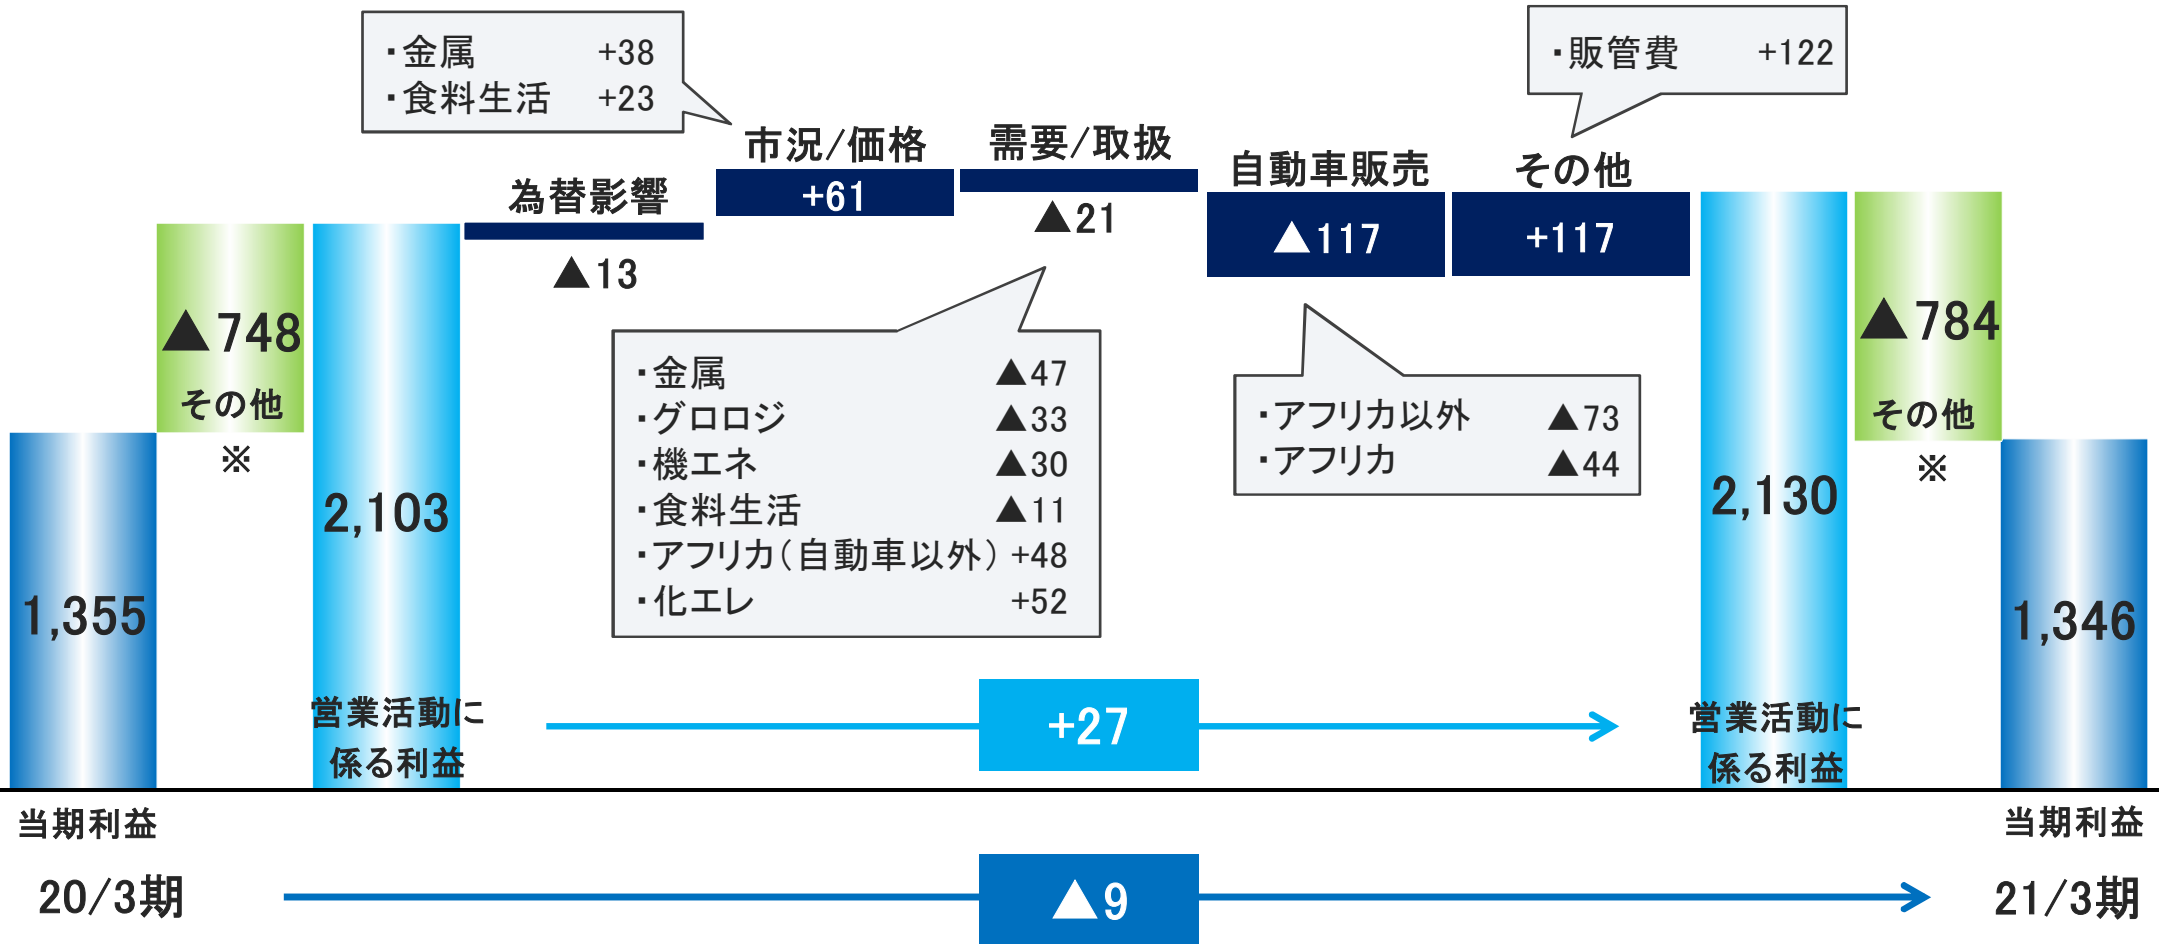 ・金属 +38
・食料生活 +23
・販管費 +122
市況/価格
+61
需要/取扱
▲21
為替影響
▲13
自動車販売
▲117
その他
+117
▲748
その他
※
2,103
営業活動に
係る利益
1,355
当期利益
20/3期
・金属 ▲47
・グロロジ ▲33
・機エネ ▲30
・食料生活 ▲11
・アフリカ(自動車以外) +48
・化エレ +52
・アフリカ以外 ▲73
・アフリカ ▲44
2,130
営業活動に
係る利益
▲784
その他
※
1,346
当期利益
21/3期
+27
▲9